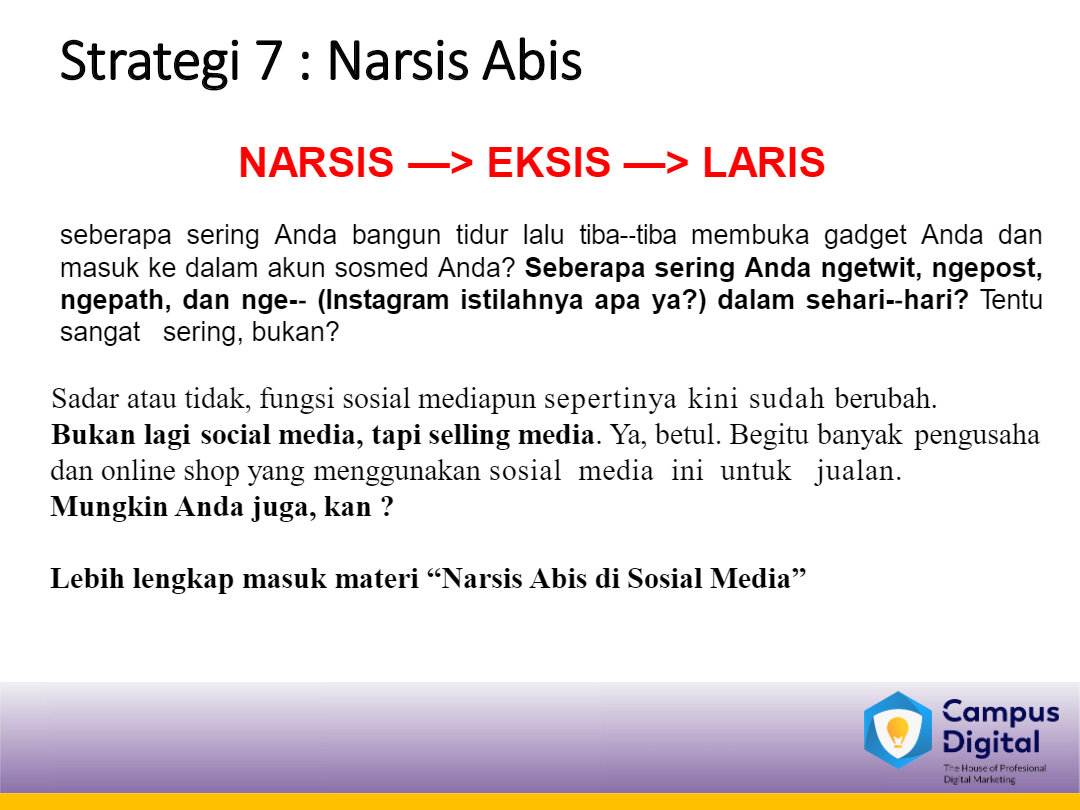 Strategi 7 : Narsis Abis
NARSIS —> EKSIS —> LARIS
seberapa sering Anda bangun tidur lalu tiba--tiba membuka gadget Anda dan
masuk ke dalam akun sosmed Anda? Seberapa sering Anda ngetwit, ngepost,
ngepath, dan nge-- (Instagram istilahnya apa ya?) dalam sehari--hari? Tentu
sangat sering, bukan?
Sadar atau tidak, fungsi sosial mediapun sepertinya kini sudah berubah.
Bukan lagi social media, tapi selling media. Ya, betul. Begitu banyak pengusaha
dan online shop yang menggunakan sosial media ini untuk jualan.
Mungkin Anda juga, kan ?
Lebih lengkap masuk materi “Narsis Abis di Sosial Media”
Campus
Digital
The House of Profesional
Digital Marketing